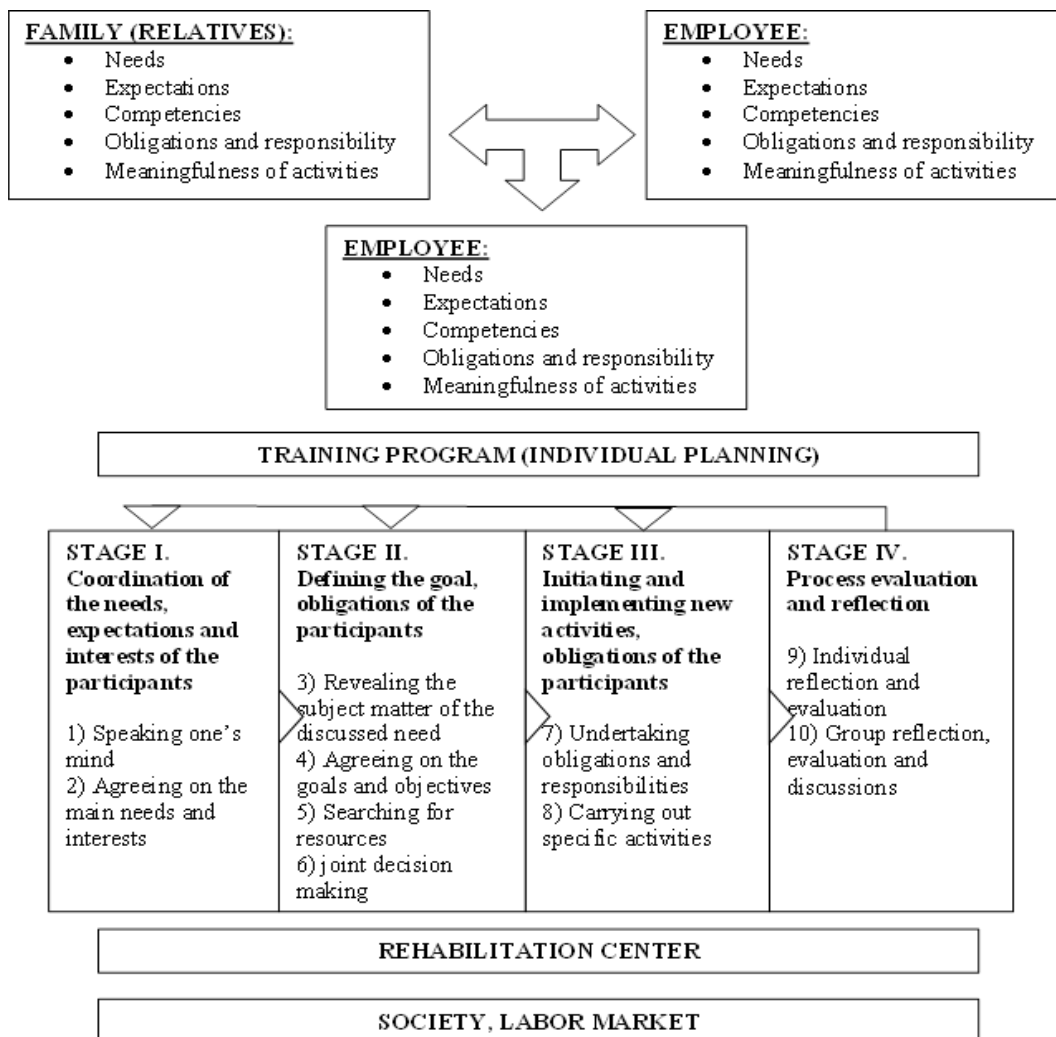 FAMILY (RELATIVES):
• Needs
• Expectations
• Competencies
• Obligations and responsibility
• Meaningfulness of activities
EMPLOYEE:
• Needs
• Expectations
• Competencies
• Obligations and responsibility
• Meaningfulness of activities
EMPLOYEE:
• Needs
• Expectations
• Competencies
• Obligations and responsibility
• Meaningfulness of activities
TRAINING PROGRAM (INDIVIDUAL PLANNING)
STAGE I.
Coordination of
the needs,
expectations and
interests of the
participants
1) Speaking one's
mind
2) Agreeing on the
main needs and
interests
STAGE II.
Defining the goal,
obligations of the
participants
3) Revealing the
subject matter of the
discussed need
4) Agreeing on the
goals and objectives
5) Searching for
resources
6) joint decision
making
STAGE III.
Initiating and
implementing new
activities,
obligations of the
participants
7) Undertaking
obligations and
responsibilities
8) Carrying out
specific activities
STAGE IV.
Process evaluation
and reflection
9) Individual
reflection and
evaluation
10) Group reflection,
evaluation and
discussions
REHABILITATION CENTER
SOCIETY, LABOR MARKET